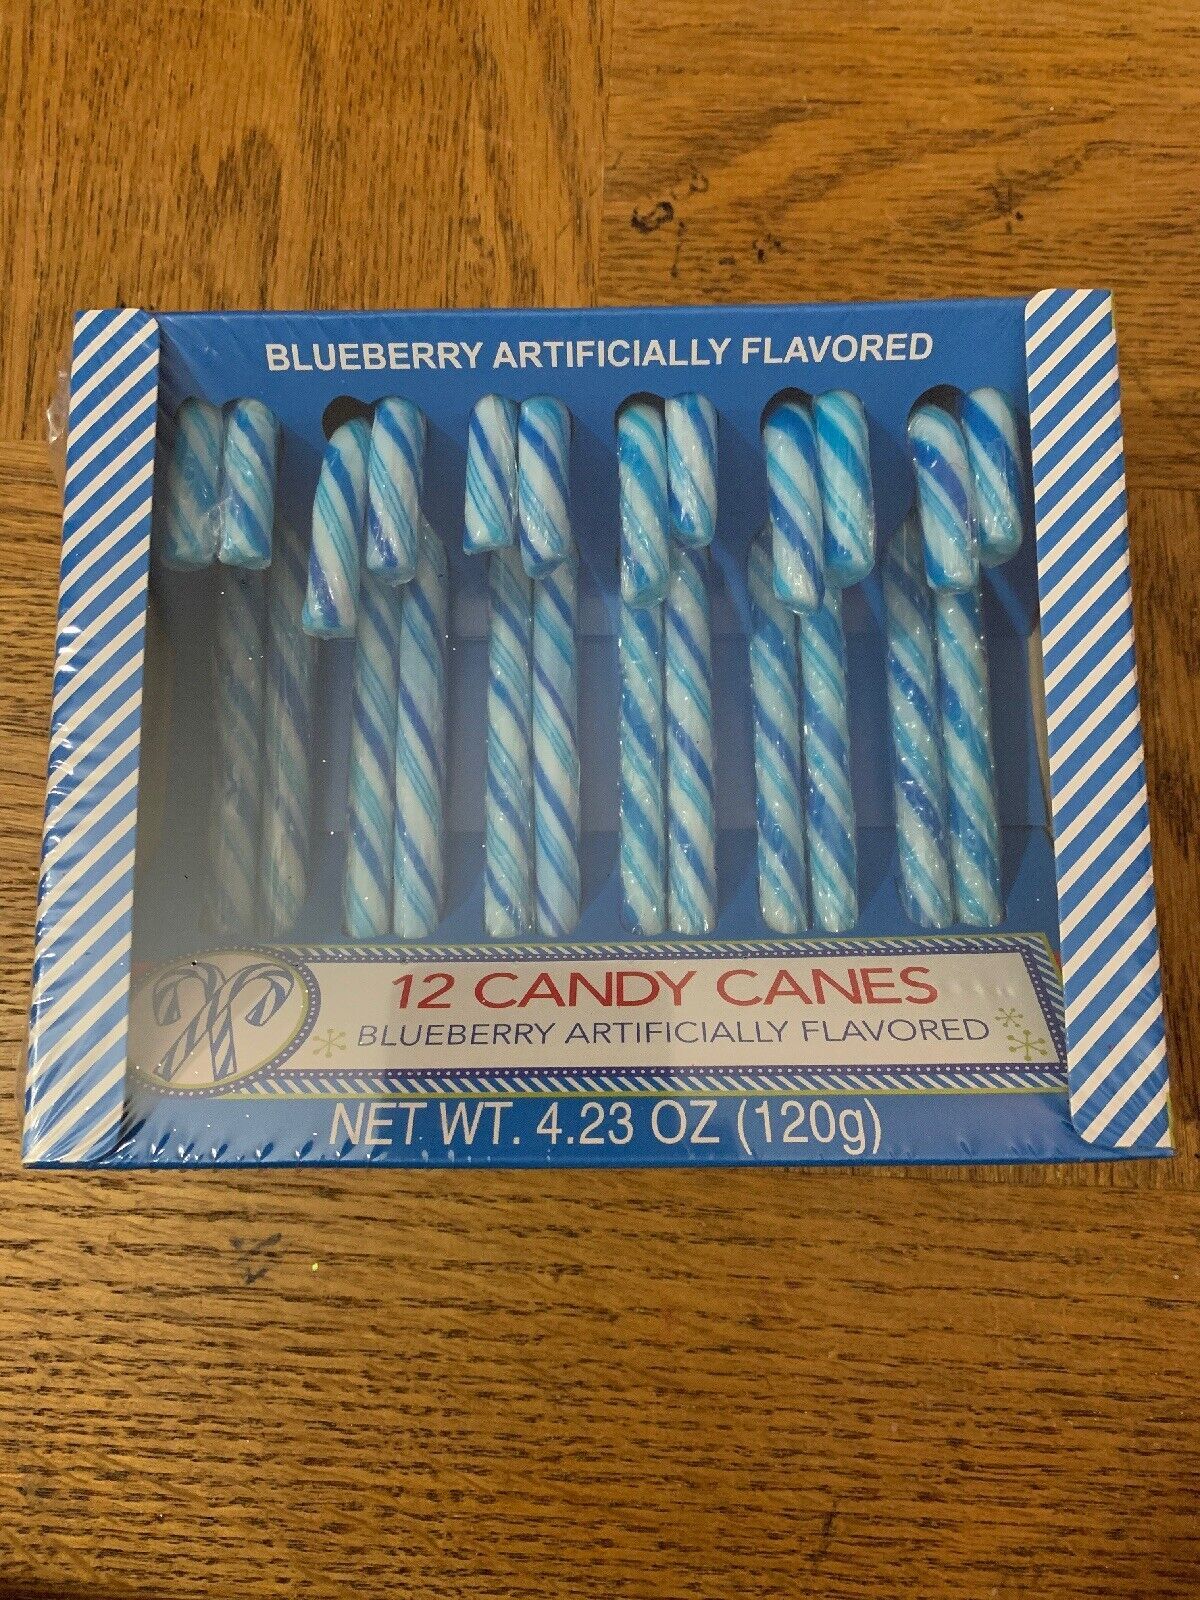 BLUEBERRY ARTIFICIALLY FLAVORED
12 CANDY CANES
BLUEBERRY ARTIFICIALLY FLAVORED
NET WT. 4.23 OZ (120g)